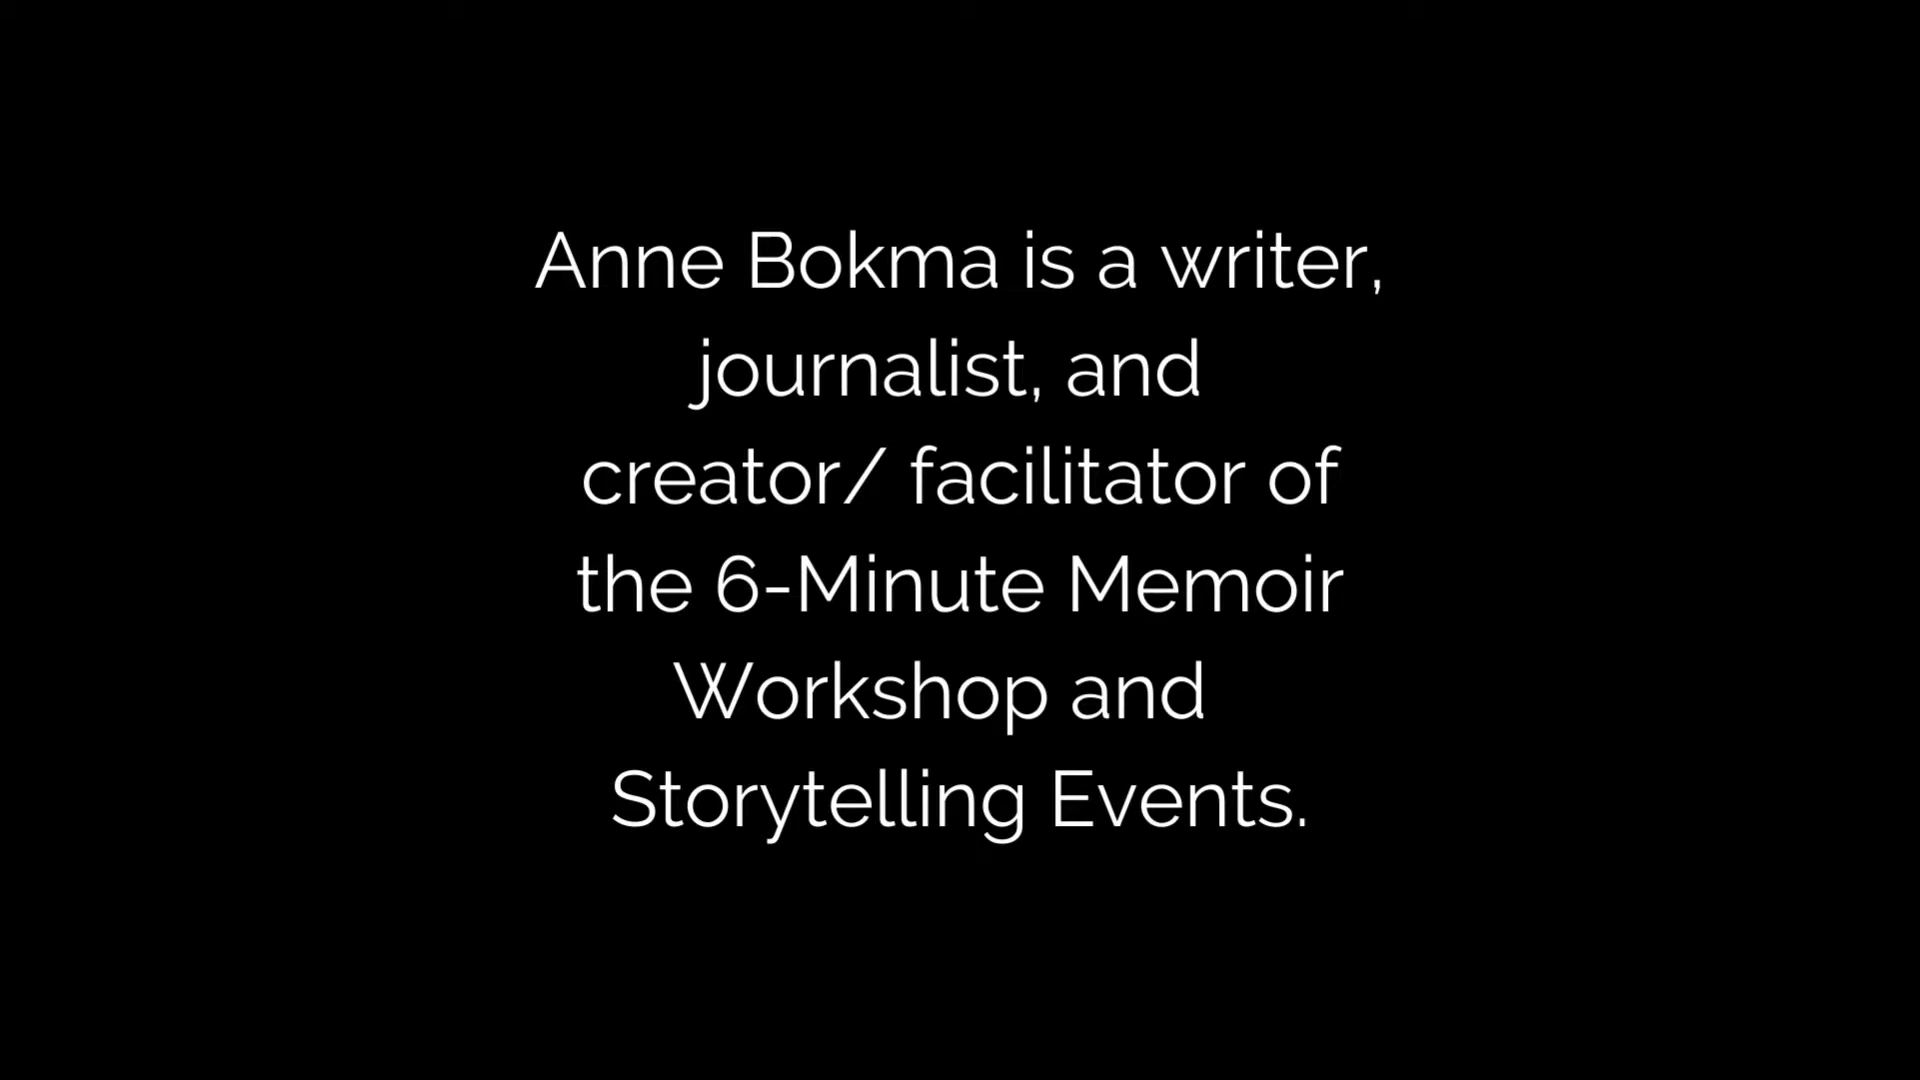 Anne Bokma is a writer,
journalist, and
creator/ facilitator of
the 6-Minute Memoir
Workshop and
Storytelling Events.